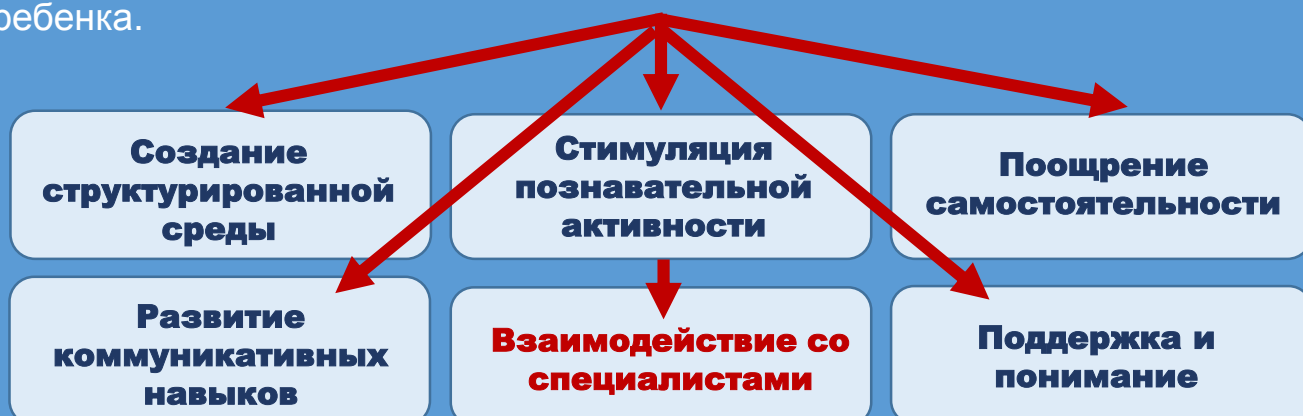 ребенка.
Создание
структурированной
среды
Стимуляция
познавательной
активности
Поощрение
самостоятельности
Развитие
коммуникативных
навыков
Взаимодействие со
специалистами
Поддержка и
понимание